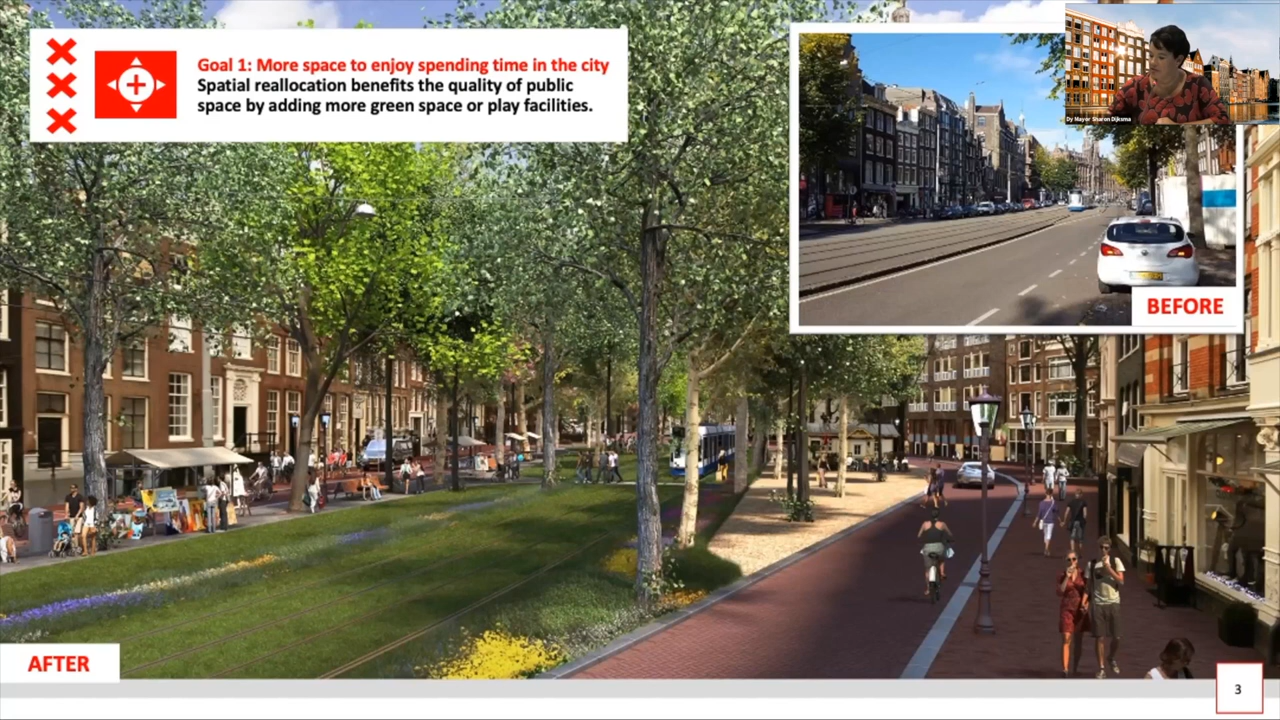 Goal 1: More space to enjoy spending time in the city
Spatial reallocation benefits the quality of public
space by adding more green space or play facilities.
Dy Mayor Sharon Dijksma
BEFORE
AFTER
3